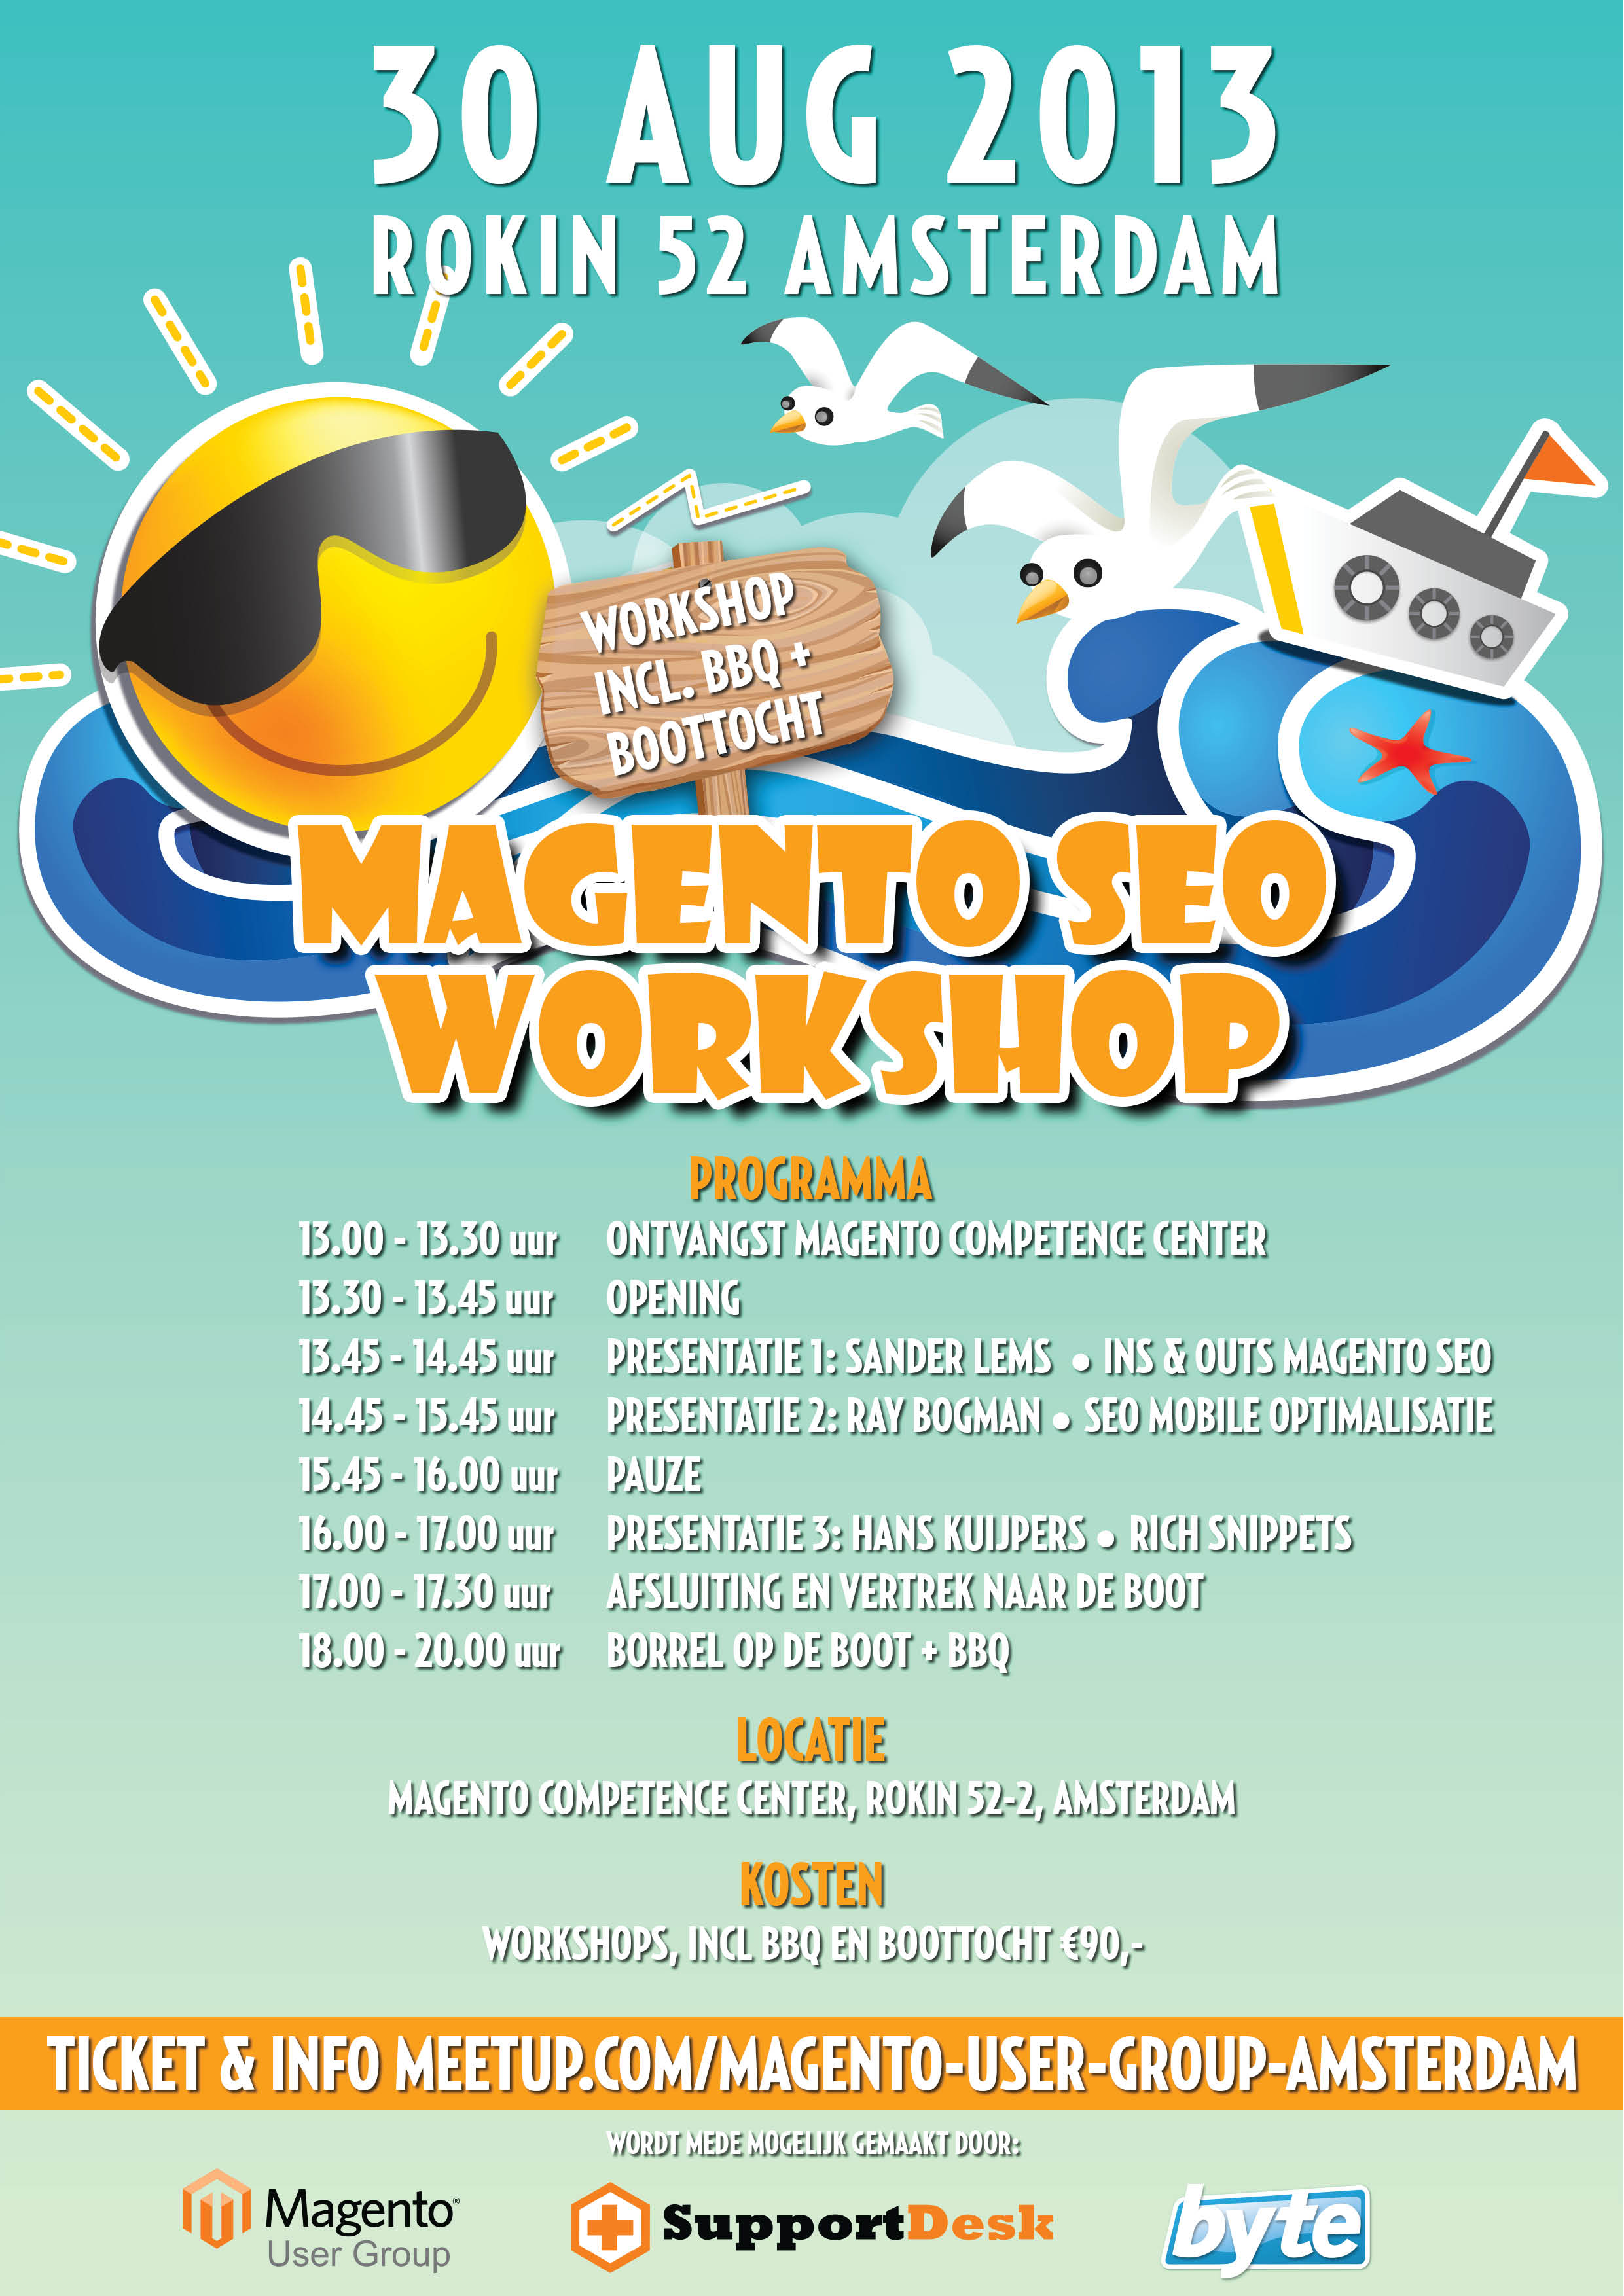 30 AUG 2013
ROKIN 52 AMSTERDAM
WORKSHOP
INCL. BBQ +
BOOTTOCHT
MAGENTO SEO
WORKSHOP
PROGRAMMA
13.00 - 13.30 uur ONTVANGST MAGENTO COMPETENCE CENTER
13.30 - 13.45 uur OPENING
13.45 - 14.45 uur PRESENTATIE 1: SANDER LEMS • INS & OUTS MAGENTO SEO
14.45 - 15.45 uur PRESENTATIE 2: RAY BOGMAN • SEO MOBILE OPTIMALISATIE
15.45 - 16.00 uur PAUZE
16.00 - 17.00 uur PRESENTATIE 3: HANS KUIJPERS • RICH SNIPPETS
17.00 - 17.30 uur AFSLUITING EN VERTREK NAAR DE BOOT
18.00 - 20.00 uur BORREL OP DE BOOT + BBQ
LOCATIE
MAGENTO COMPETENCE CENTER, ROKIN 52-2, AMSTERDAM
KOSTEN
WORKSHOPS, INCL BBQ EN BOOTTOCHT €90,-
TICKET & INFO MEETUP.COM/MAGENTO-USER-GROUP-AMSTERDAM
WORDT MEDE MOGELIJK GEMAAKT DOOR:
Magento®
User Group
SupportDesk
byte